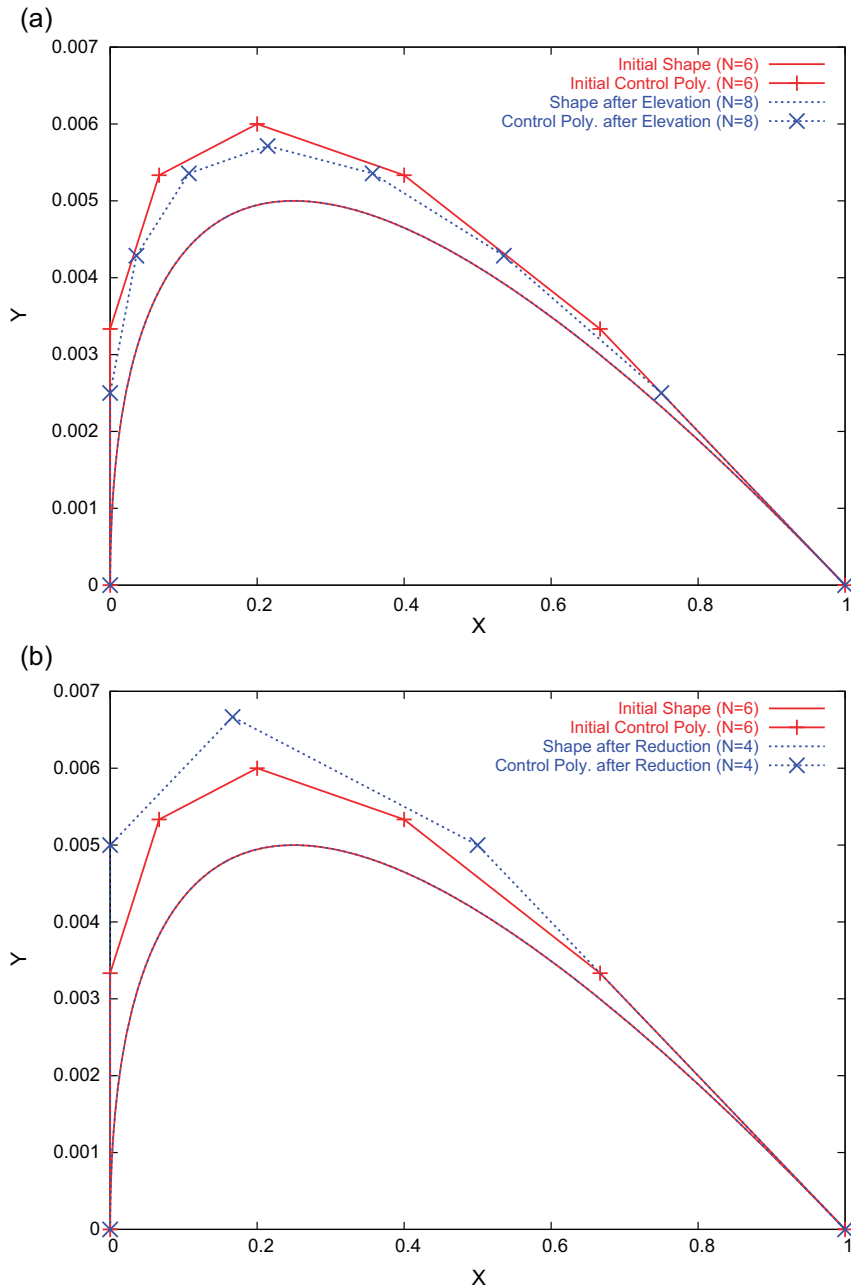 (a)
0.007
0.006
0.005
0.004
0.003
0.002
0.001
0
Y
Initial Shape (N=6)
Initial Control Poly. (N=6)
Shape after Elevation (N=8)
Control Poly. after Elevation (N=8)
0 0.2 0.4 0.6 0.8 1
X
(b)
0.007
0.006
0.005
0.004
0.003
0.002
0.001
0
Y
Initial Shape (N=6)
Initial Control Poly. (N=6)
Shape after Reduction (N=4)
Control Poly. after Reduction (N=4)
0 0.2 0.4 0.6 0.8 1
X